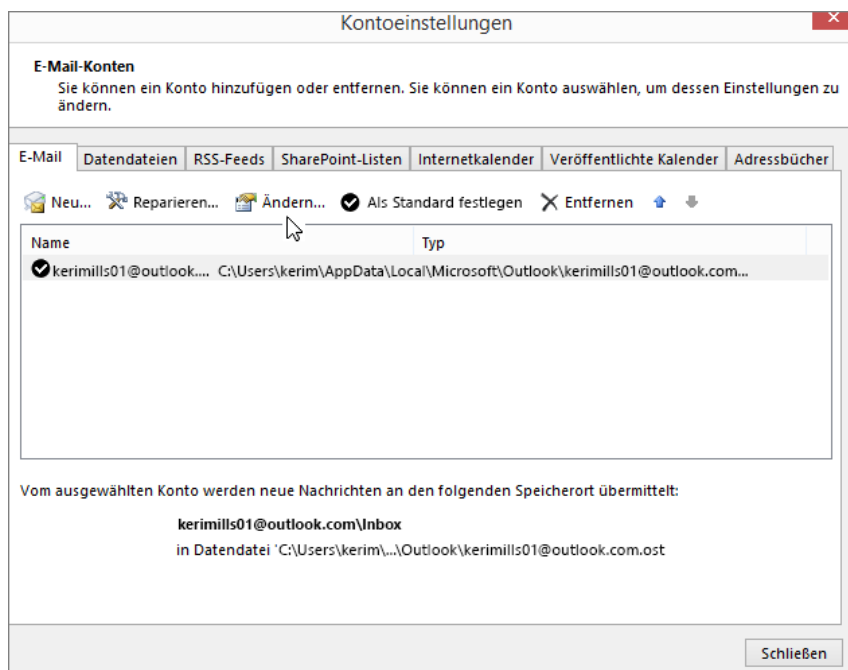 Kontoeinstellungen
E-Mail-Konten
Sie können ein Konto hinzufügen oder entfernen. Sie können ein Konto auswählen, um dessen Einstellungen zu
ändern.
E-Mail Datendateien RSS-Feeds SharePoint-Listen Internetkalender Veröffentlichte Kalender Adressbücher
Neu... Reparieren... Ändern... Als Standard festlegen Entfernen
Name Typ
kerimills01@outlook.... C:\Users\kerim\AppData\Local\Microsoft\Outlook\kerimills01@outlook.com...
Vom ausgewählten Konto werden neue Nachrichten an den folgenden Speicherort übermittelt:
kerimills01@outlook.com\Inbox
in Datendatei 'C:\Users\kerim\...\Outlook\kerimills01@outlook.com.ost
Schließen